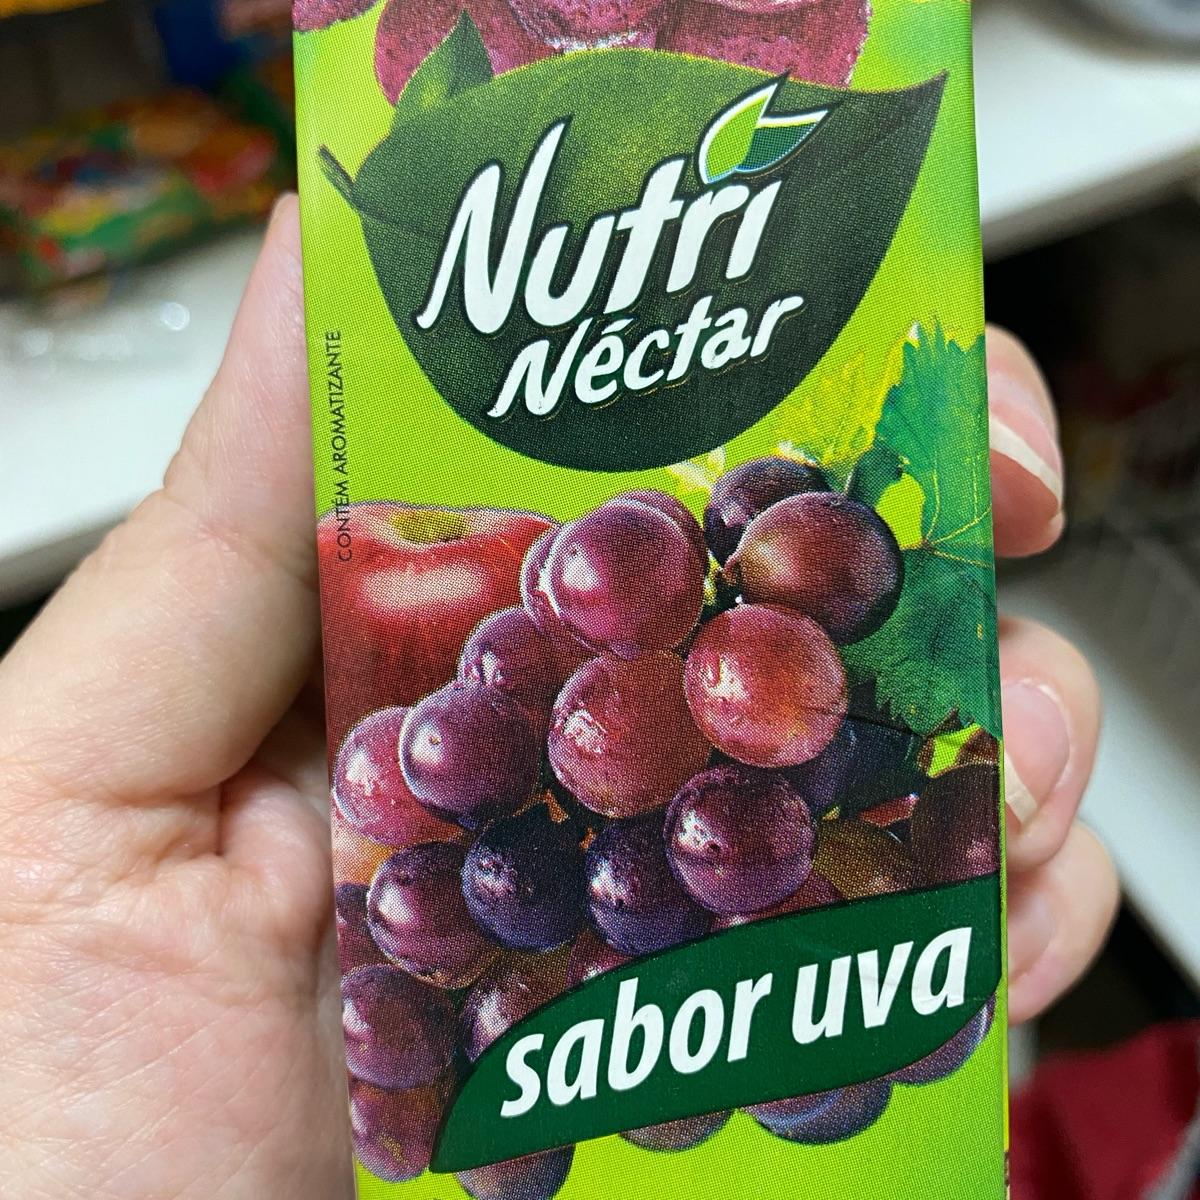 Nutri
Néctar
CONTÉM AROMATIZANTE
sabor uva